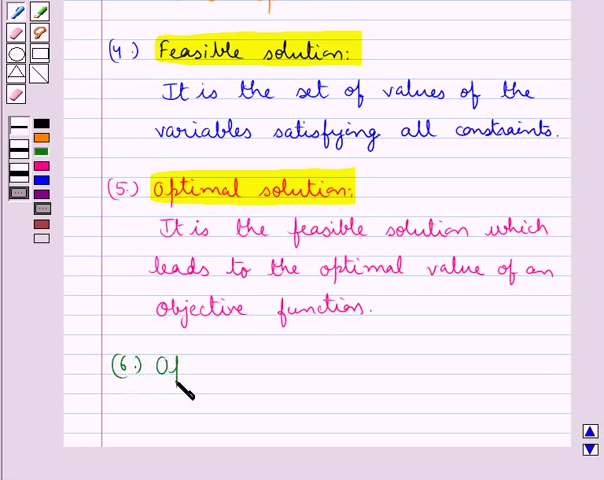 (4.) Feasible solution:
It is the set of values of the
variables satisfying all constraints.
(5.) Optimal solution:
It is the feasible solution which
leads to the optimal value of an
objective function.
(6.)